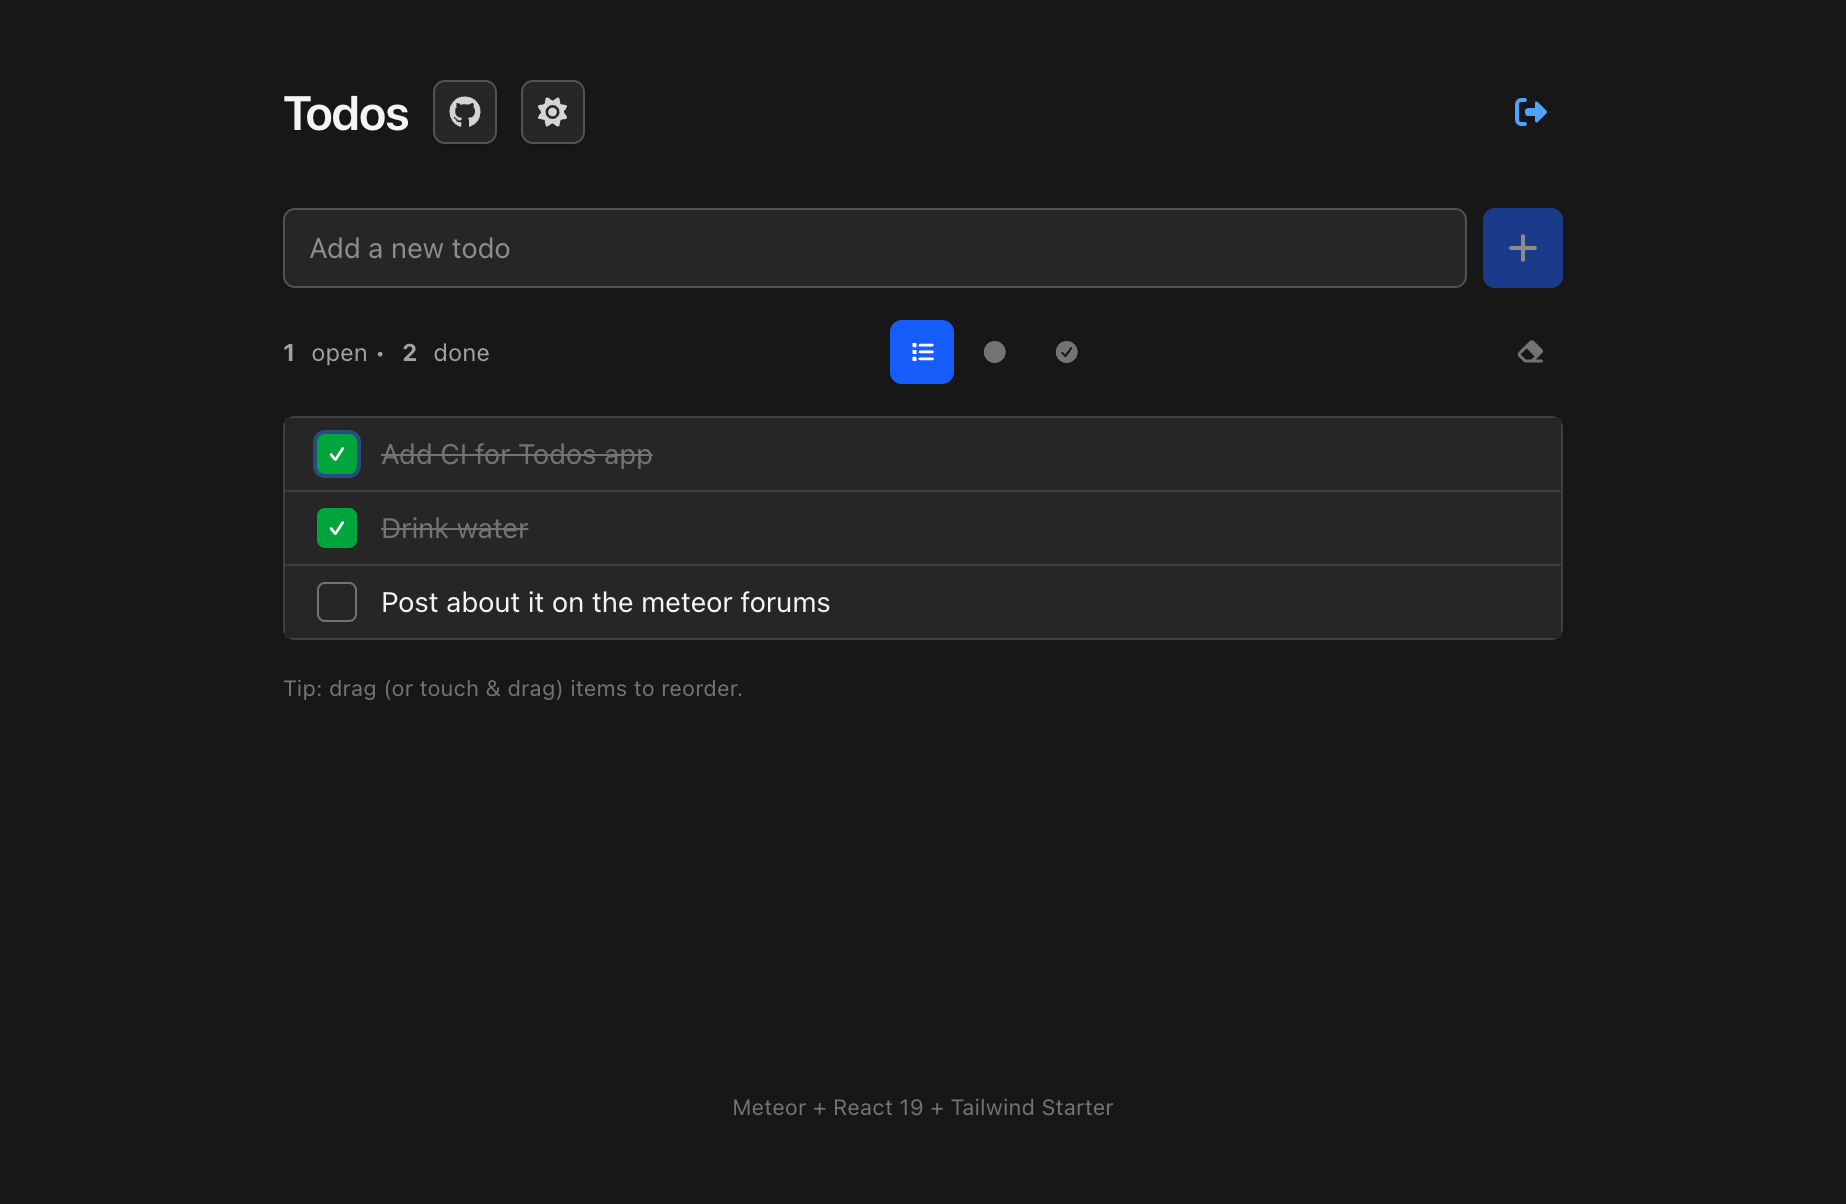 Todos
Add a new todo
1 open • 2 done
Add CI for Todos app
Drink water
Post about it on the meteor forums
Tip: drag (or touch & drag) items to reorder.
Meteor + React 19 + Tailwind Starter